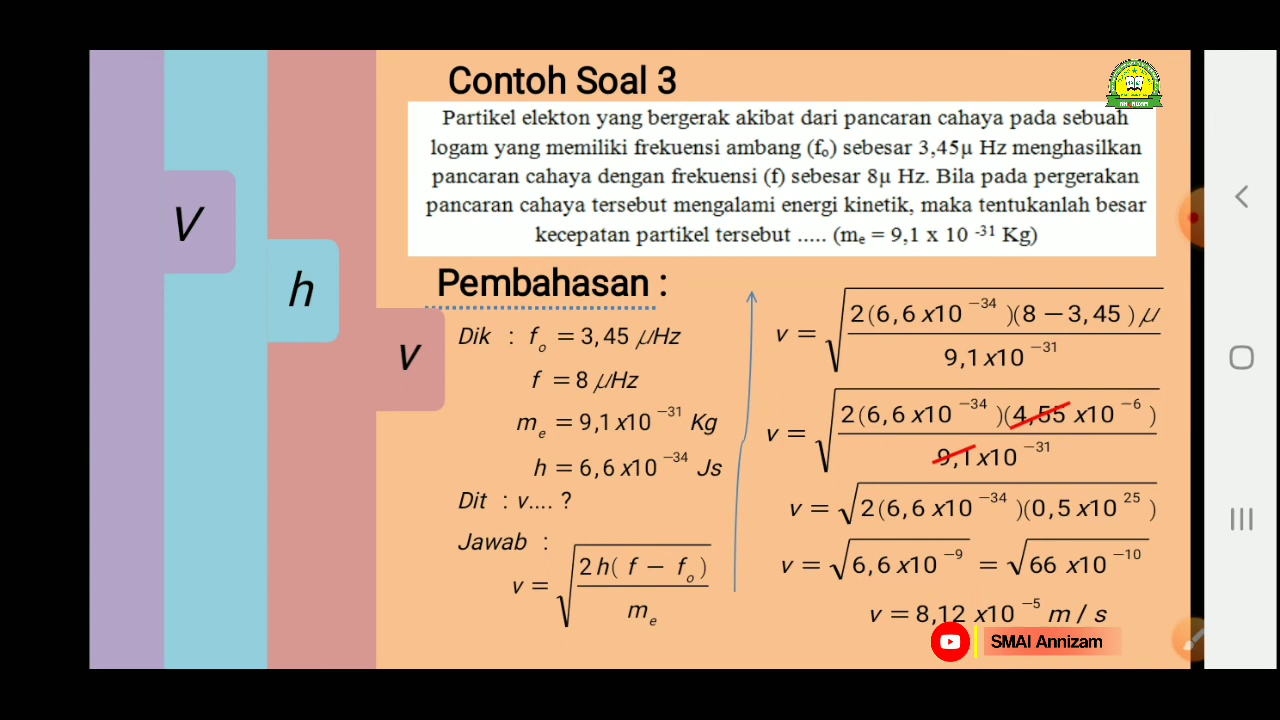 Contoh Soal 3
Partikel elekton yang bergerak akibat dari pancaran cahaya pada sebuah
logam yang memiliki frekuensi ambang (fₒ) sebesar 3,45μ Hz menghasilkan
pancaran cahaya dengan frekuensi (f) sebesar 8μ Hz. Bila pada pergerakan
pancaran cahaya tersebut mengalami energi kinetik, maka tentukanlah besar
kecepatan partikel tersebut ..... (mₑ = 9,1 x 10 ⁻³¹ Kg)
V
h
v
Pembahasan :
Dik : fₒ = 3,45 μHz
f = 8 μHz
mₑ = 9,1 x10 ⁻³¹ Kg
h = 6,6 x10 ⁻³⁴ Js
Dit : v.... ?
Jawab :
v = √(2 h( f − fₒ ) / mₑ)
v = √(2(6,6 x10 ⁻³⁴ )(8 − 3,45 ) μ / 9,1 x10 ⁻³¹)
v = √(2(6,6 x10 ⁻³⁴ )(4,55 x10 ⁻⁶ ) / 9,1 x10 ⁻³¹)
v = √(2(6,6 x10 ⁻³⁴ )(0,5 x10 ²⁵ ))
v = √(6,6 x10 ⁻⁹) = √(66 x10 ⁻¹⁰)
v = 8,12 x10 ⁻⁵ m / s
SMAI Annizam